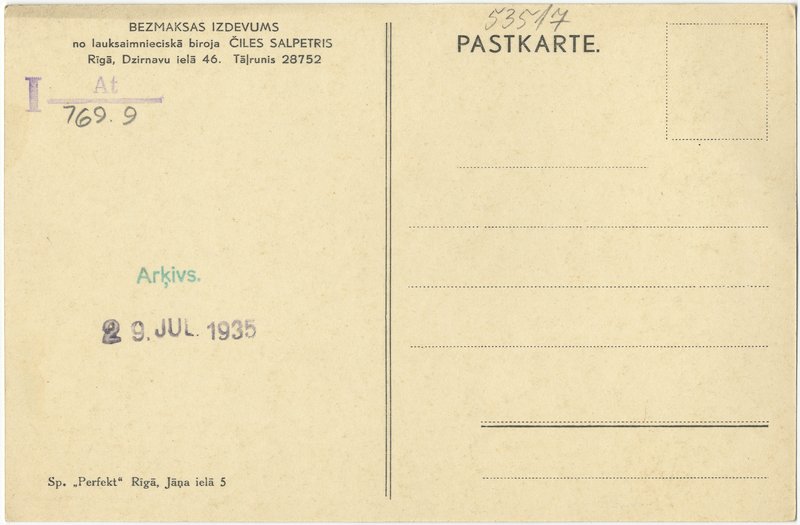 BEZMAKSAS IZDEVUMS
no lauksaimnieciskā biroja ČILES SALPETRIS
Rīgā, Dzirnavu ielā 46. Tāļrunis 28752
I At
769.9
53517
PASTKARTE.
Arķivs.
29. JUL. 1935
Sp. „Perfekt“ Rīgā, Jāņa ielā 5